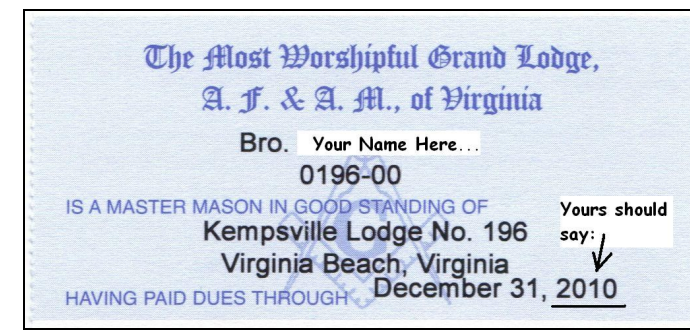 The Most Worshipful Grand Lodge,
A. F. & A. M., of Virginia
Bro. Your Name Here...
0196-00
IS A MASTER MASON IN GOOD STANDING OF
Kempsville Lodge No. 196
Yours should
say:
Virginia Beach, Virginia
HAVING PAID DUES THROUGH December 31, 2010